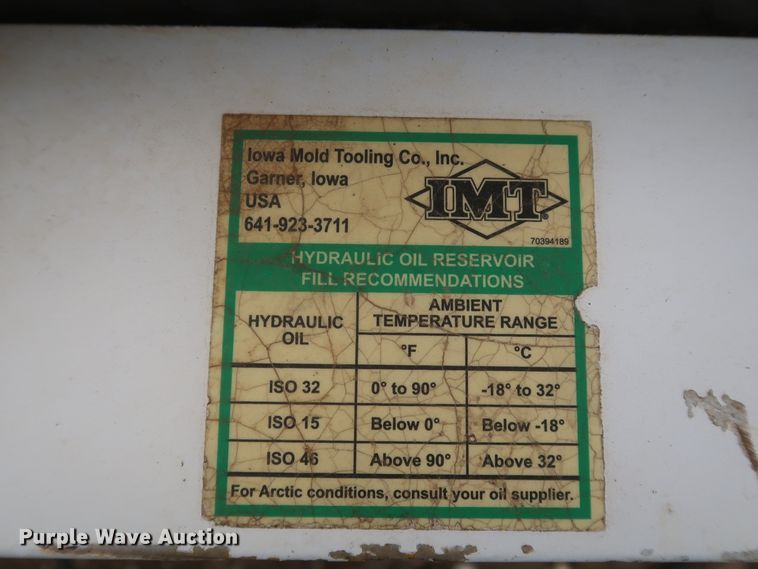 Iowa Mold Tooling Co., Inc.
Garner, Iowa
USA
641-923-3711
IMT®
70394189
HYDRAULIC OIL RESERVOIR
FILL RECOMMENDATIONS
HYDRAULIC
OIL
AMBIENT
TEMPERATURE RANGE
°F °C
ISO 32 0° to 90° -18° to 32°
ISO 15 Below 0° Below -18°
ISO 46 Above 90° Above 32°
For Arctic conditions, consult your oil supplier.
Purple Wave Auction